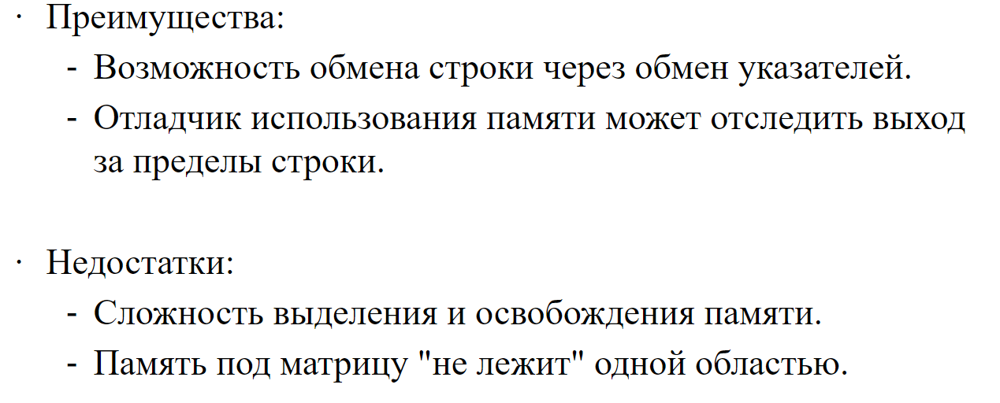 · Преимущества:
- Возможность обмена строки через обмен указателей.
- Отладчик использования памяти может отследить выход
за пределы строки.
· Недостатки:
- Сложность выделения и освобождения памяти.
- Память под матрицу "не лежит" одной областью.